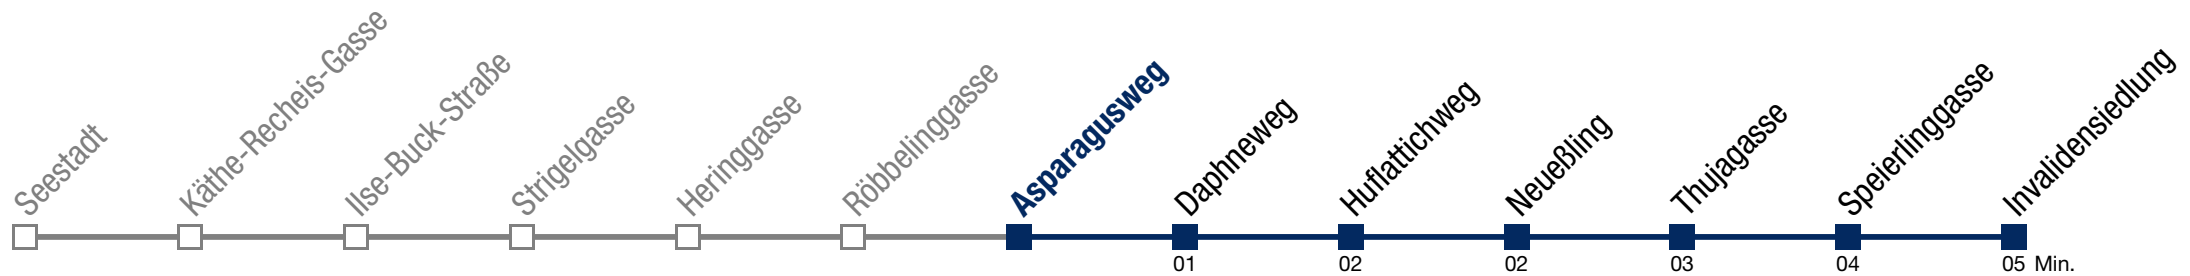 Seestadt
Käthe-Recheis-Gasse
Ilse-Buck-Straße
Strigelgasse
Heringgasse
Röbbelinggasse
Asparagusweg
Daphneweg
Huflattichweg
Neueßling
Thujagasse
Speierlinggasse
Invalidensiedlung
01 02 02 03 04 05 Min.